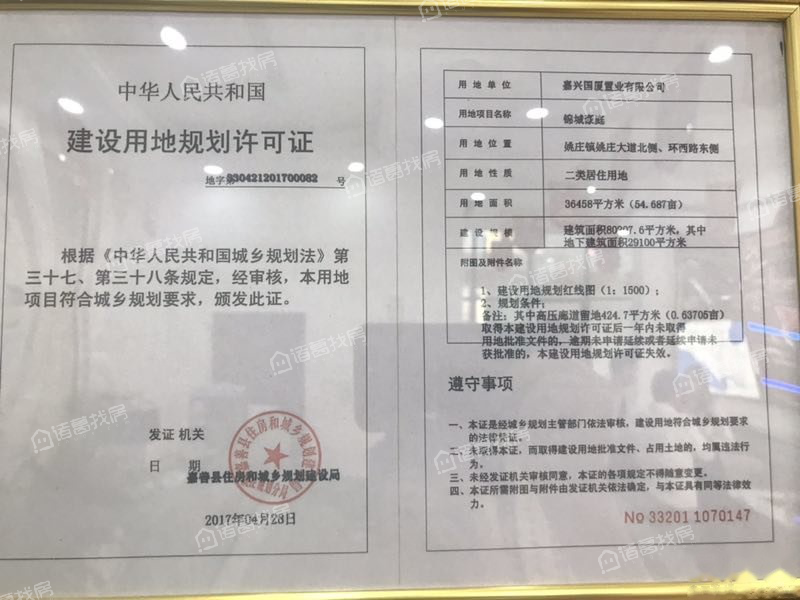 中华人民共和国
建设用地规划许可证
地字第330421201700082号
根据《中华人民共和国城乡规划法》第
三十七、第三十八条规定，经审核，本用地
项目符合城乡规划要求，颁发此证。
发证机关
嘉善县住房和城乡规划建设局
日 期
2017年04月28日
用地单位 嘉兴国厦置业有限公司
用地项目名称 锦城漾庭
用地位置 姚庄镇姚庄大道北侧、环西路东侧
用地性质 二类居住用地
用地面积 36458平方米（54.687亩）
建设规模 建筑面积80207.6平方米，其中
地下建筑面积29100平方米
附图及附件名称
1、建设用地规划红线图（1：1500）；
2、规划条件；
备注：其中高压廊道留地424.7平方米（0.63705亩）
取得本建设用地规划许可证后一年内未取得
用地批准文件的，逾期未申请延续或者延续申请未
获批准的，本建设用地规划许可证失效。
遵守事项
一、本证是经城乡规划主管部门依法审核，建设用地符合城乡规划要求
的法律凭证。
二、未取得本证，而取得建设用地批准文件、占用土地的，均属违法行
为。
三、未经发证机关审核同意，本证的各项规定不得随意变更。
四、本证所需附图与附件由发证机关依法确定，与本证具有同等法律效
力。
No 33201 1070147
诸葛找房